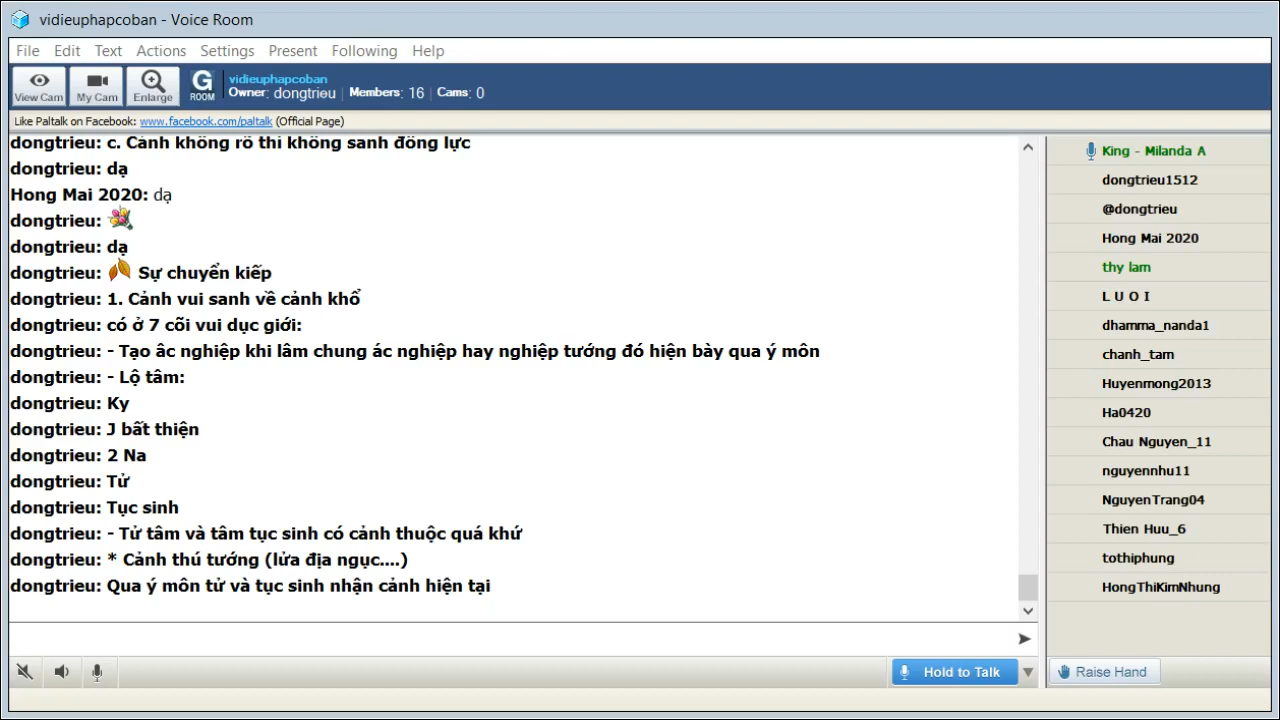 vidieuphapcoban - Voice Room
File Edit Text Actions Settings Present Following Help
View Cam My Cam Enlarge G ROOM vidieuphapcoban
Owner: dongtrieu | Members: 16 | Cams: 0
Like Paltalk on Facebook: www.facebook.com/paltalk (Official Page)
dongtrieu: c. Cảnh không rõ thì không sanh đổng lực
dongtrieu: dạ
Hong Mai 2020: dạ
dongtrieu:
dongtrieu: dạ
dongtrieu: Sự chuyển kiếp
dongtrieu: 1. Cảnh vui sanh về cảnh khổ
dongtrieu: có ở 7 cõi vui dục giới:
dongtrieu: - Tạo âc nghiệp khi lâm chung ác nghiệp hay nghiệp tướng đó hiện bày qua ý môn
dongtrieu: - Lộ tâm:
dongtrieu: Ky
dongtrieu: J bất thiện
dongtrieu: 2 Na
dongtrieu: Tử
dongtrieu: Tục sinh
dongtrieu: - Tử tâm và tâm tục sinh có cảnh thuộc quá khứ
dongtrieu: * Cảnh thú tướng (lửa địa ngục....)
dongtrieu: Qua ý môn tử và tục sinh nhận cảnh hiện tại
King - Milanda A
dongtrieu1512
@dongtrieu
Hong Mai 2020
thy lam
L U O I
dhamma_nanda1
chanh_tam
Huyenmong2013
Ha0420
Chau Nguyen_11
nguyennhu11
NguyenTrang04
Thien Huu_6
tothiphung
HongThiKimNhung
Hold to Talk
Raise Hand